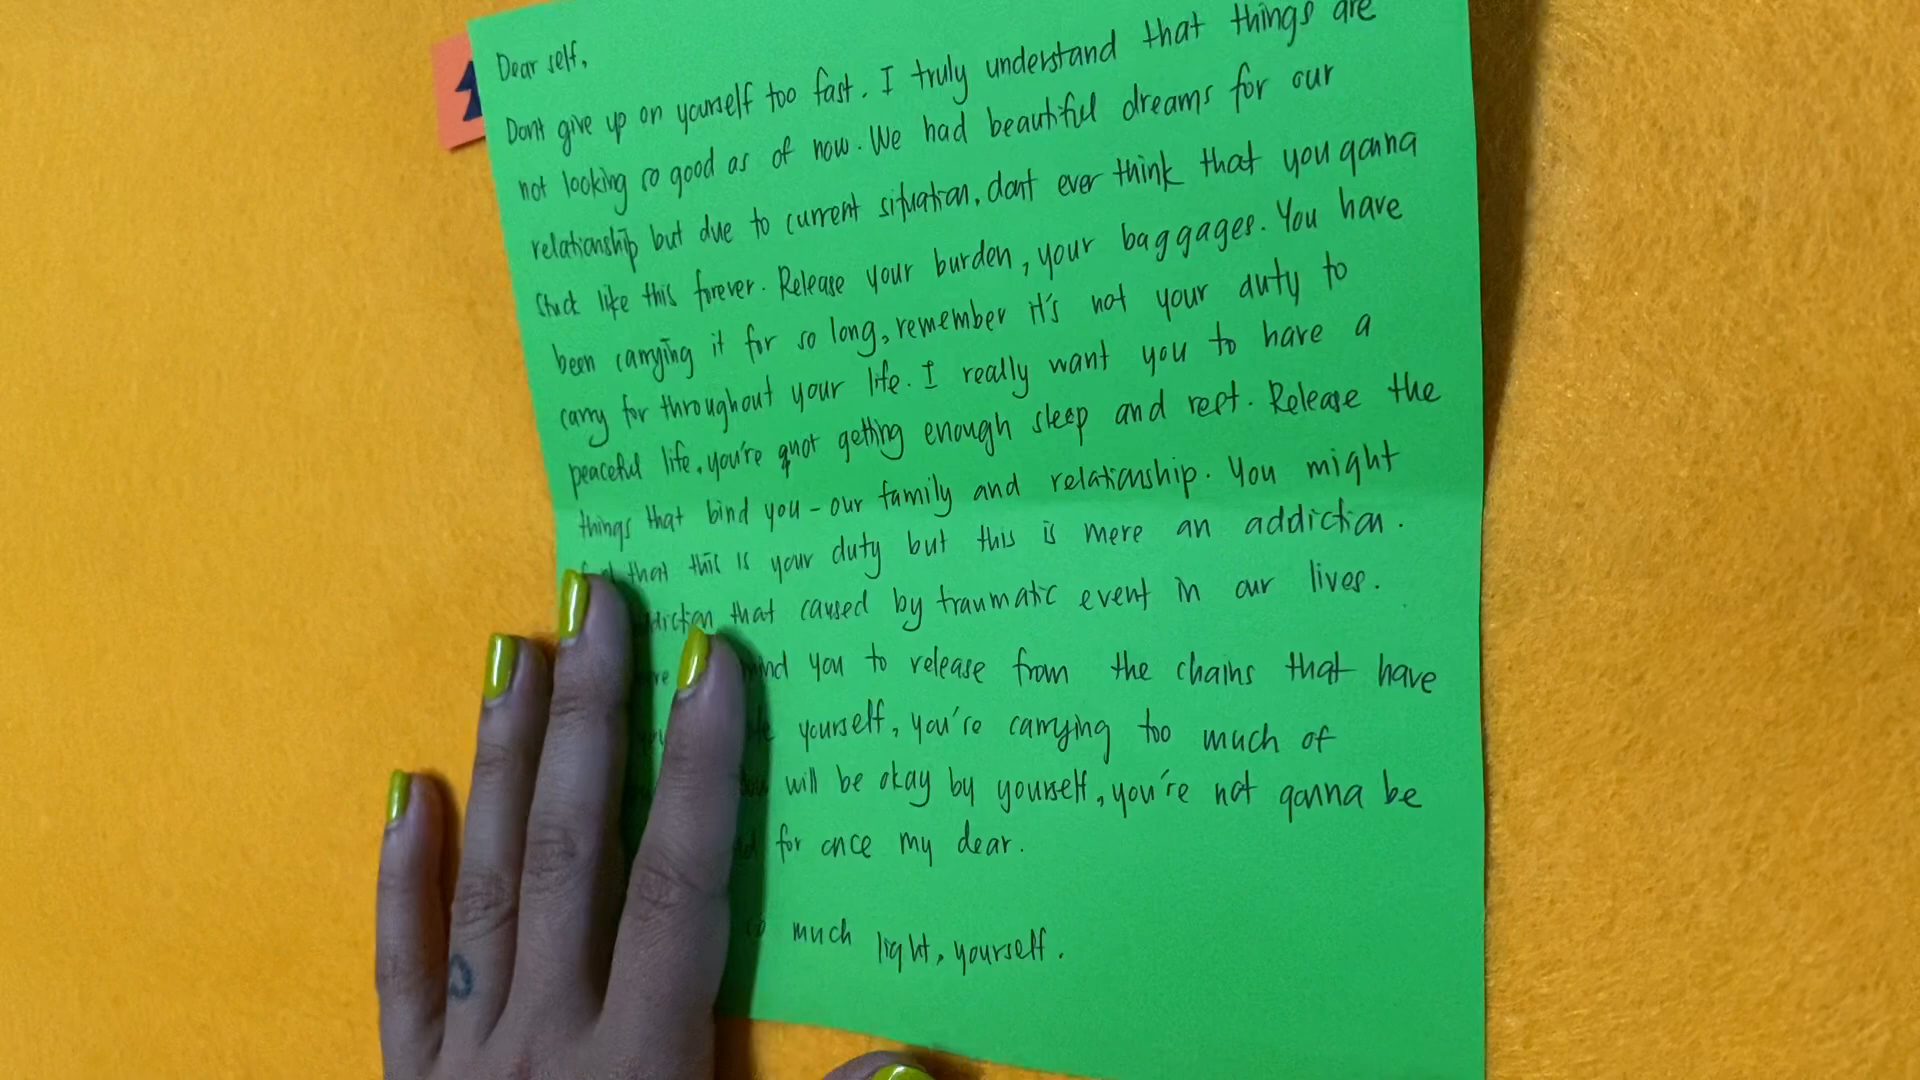 Dear self,
Dont give up on yourself too fast. I truly understand that things are
not looking so good as of now. We had beautiful dreams for our
relationship but due to current situation, dont ever think that you gonna
stuck like this forever. Release your burden, your baggages. You have
been carrying it for so long, remember it's not your duty to
carry for throughout your life. I really want you to have a
peaceful life, you're not getting enough sleep and rest. Release the
things that bind you - our family and relationship. You might
that this is your duty but this is mere an addiction.
that caused by traumatic event in our lives.
you to release from the chains that have
yourself, you're carrying too much of
will be okay by yourself, you're not gonna be
for once my dear.
much light, yourself.